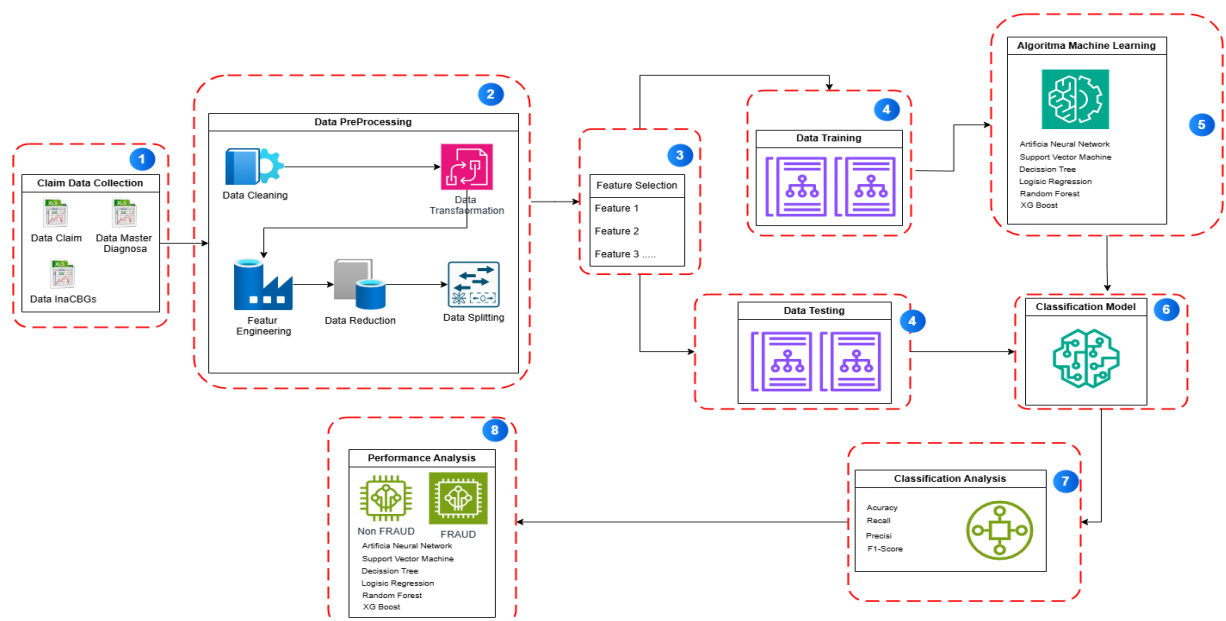 1
Claim Data Collection
XLS
XLS
Data Claim
Data Master
Diagnosa
XLS
Data InaCBGs
2
Data PreProcessing
Data Cleaning
Data
Transfaormation
Featur
Engineering
Data Reduction
Data Splitting
3
Feature Selection
Feature 1
Feature 2
Feature 3 .....
4
Data Training
4
Data Testing
5
Algoritma Machine Learning
Artificia Neural Network
Support Vector Machine
Decission Tree
Logisic Regression
Random Forest
XG Boost
6
Classification Model
7
Classification Analysis
Acuracy
Recall
Precisi
F1-Score
8
Performance Analysis
Non FRAUD
FRAUD
Artificia Neural Network
Support Vector Machine
Decission Tree
Logisic Regression
Random Forest
XG Boost